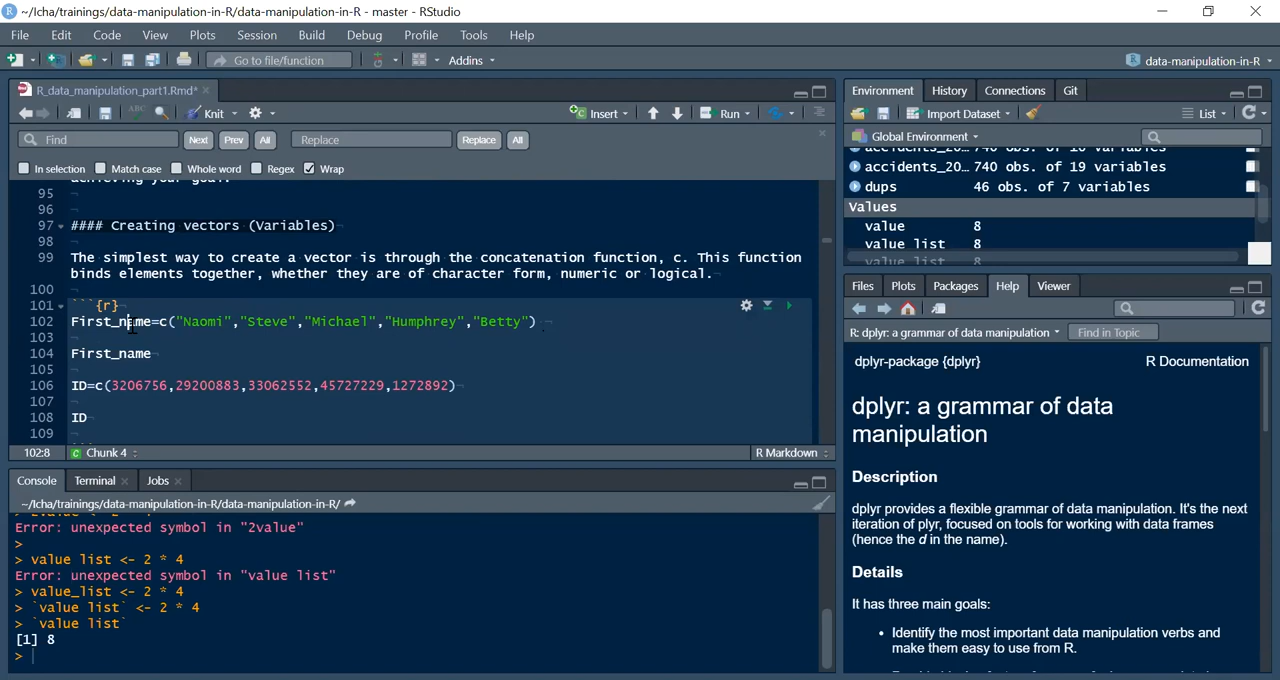 ~/Icha/trainings/data-manipulation-in-R/data-manipulation-in-R - master - RStudio
File Edit Code View Plots Session Build Debug Profile Tools Help
Go to file/function Addins data-manipulation-in-R
R_data_manipulation_part1.Rmd*
Knit Insert Run
Find Next Prev All Replace Replace All
In selection Match case Whole word Regex Wrap
achieving your goal.
95
96
97 #### Creating vectors (Variables)
98
99 The simplest way to create a vector is through the concatenation function, c. This function
binds elements together, whether they are of character form, numeric or logical.
100
101 ```{r}
102 First_name=c("Naomi","Steve","Michael","Humphrey","Betty")
103
104 First_name
105
106 ID=c(3206756,29200883,33062552,45727229,1272892)
107
108 ID
109
102:8 Chunk 4 R Markdown
Console Terminal Jobs
~/Icha/trainings/data-manipulation-in-R/data-manipulation-in-R/
Error: unexpected symbol in "2value"
>
> value list <- 2 * 4
Error: unexpected symbol in "value list"
> value_list <- 2 * 4
> `value list` <- 2 * 4
> `value list`
[1] 8
>
Environment History Connections Git
Import Dataset List
Global Environment
accidents_20… 740 obs. of 19 variables
dups 46 obs. of 7 variables
Values
value 8
value list 8
Files Plots Packages Help Viewer
R: dplyr: a grammar of data manipulation Find in Topic
dplyr-package {dplyr} R Documentation
dplyr: a grammar of data
manipulation
Description
dplyr provides a flexible grammar of data manipulation. It's the next
iteration of plyr, focused on tools for working with data frames
(hence the d in the name).
Details
It has three main goals:
• Identify the most important data manipulation verbs and
make them easy to use from R.